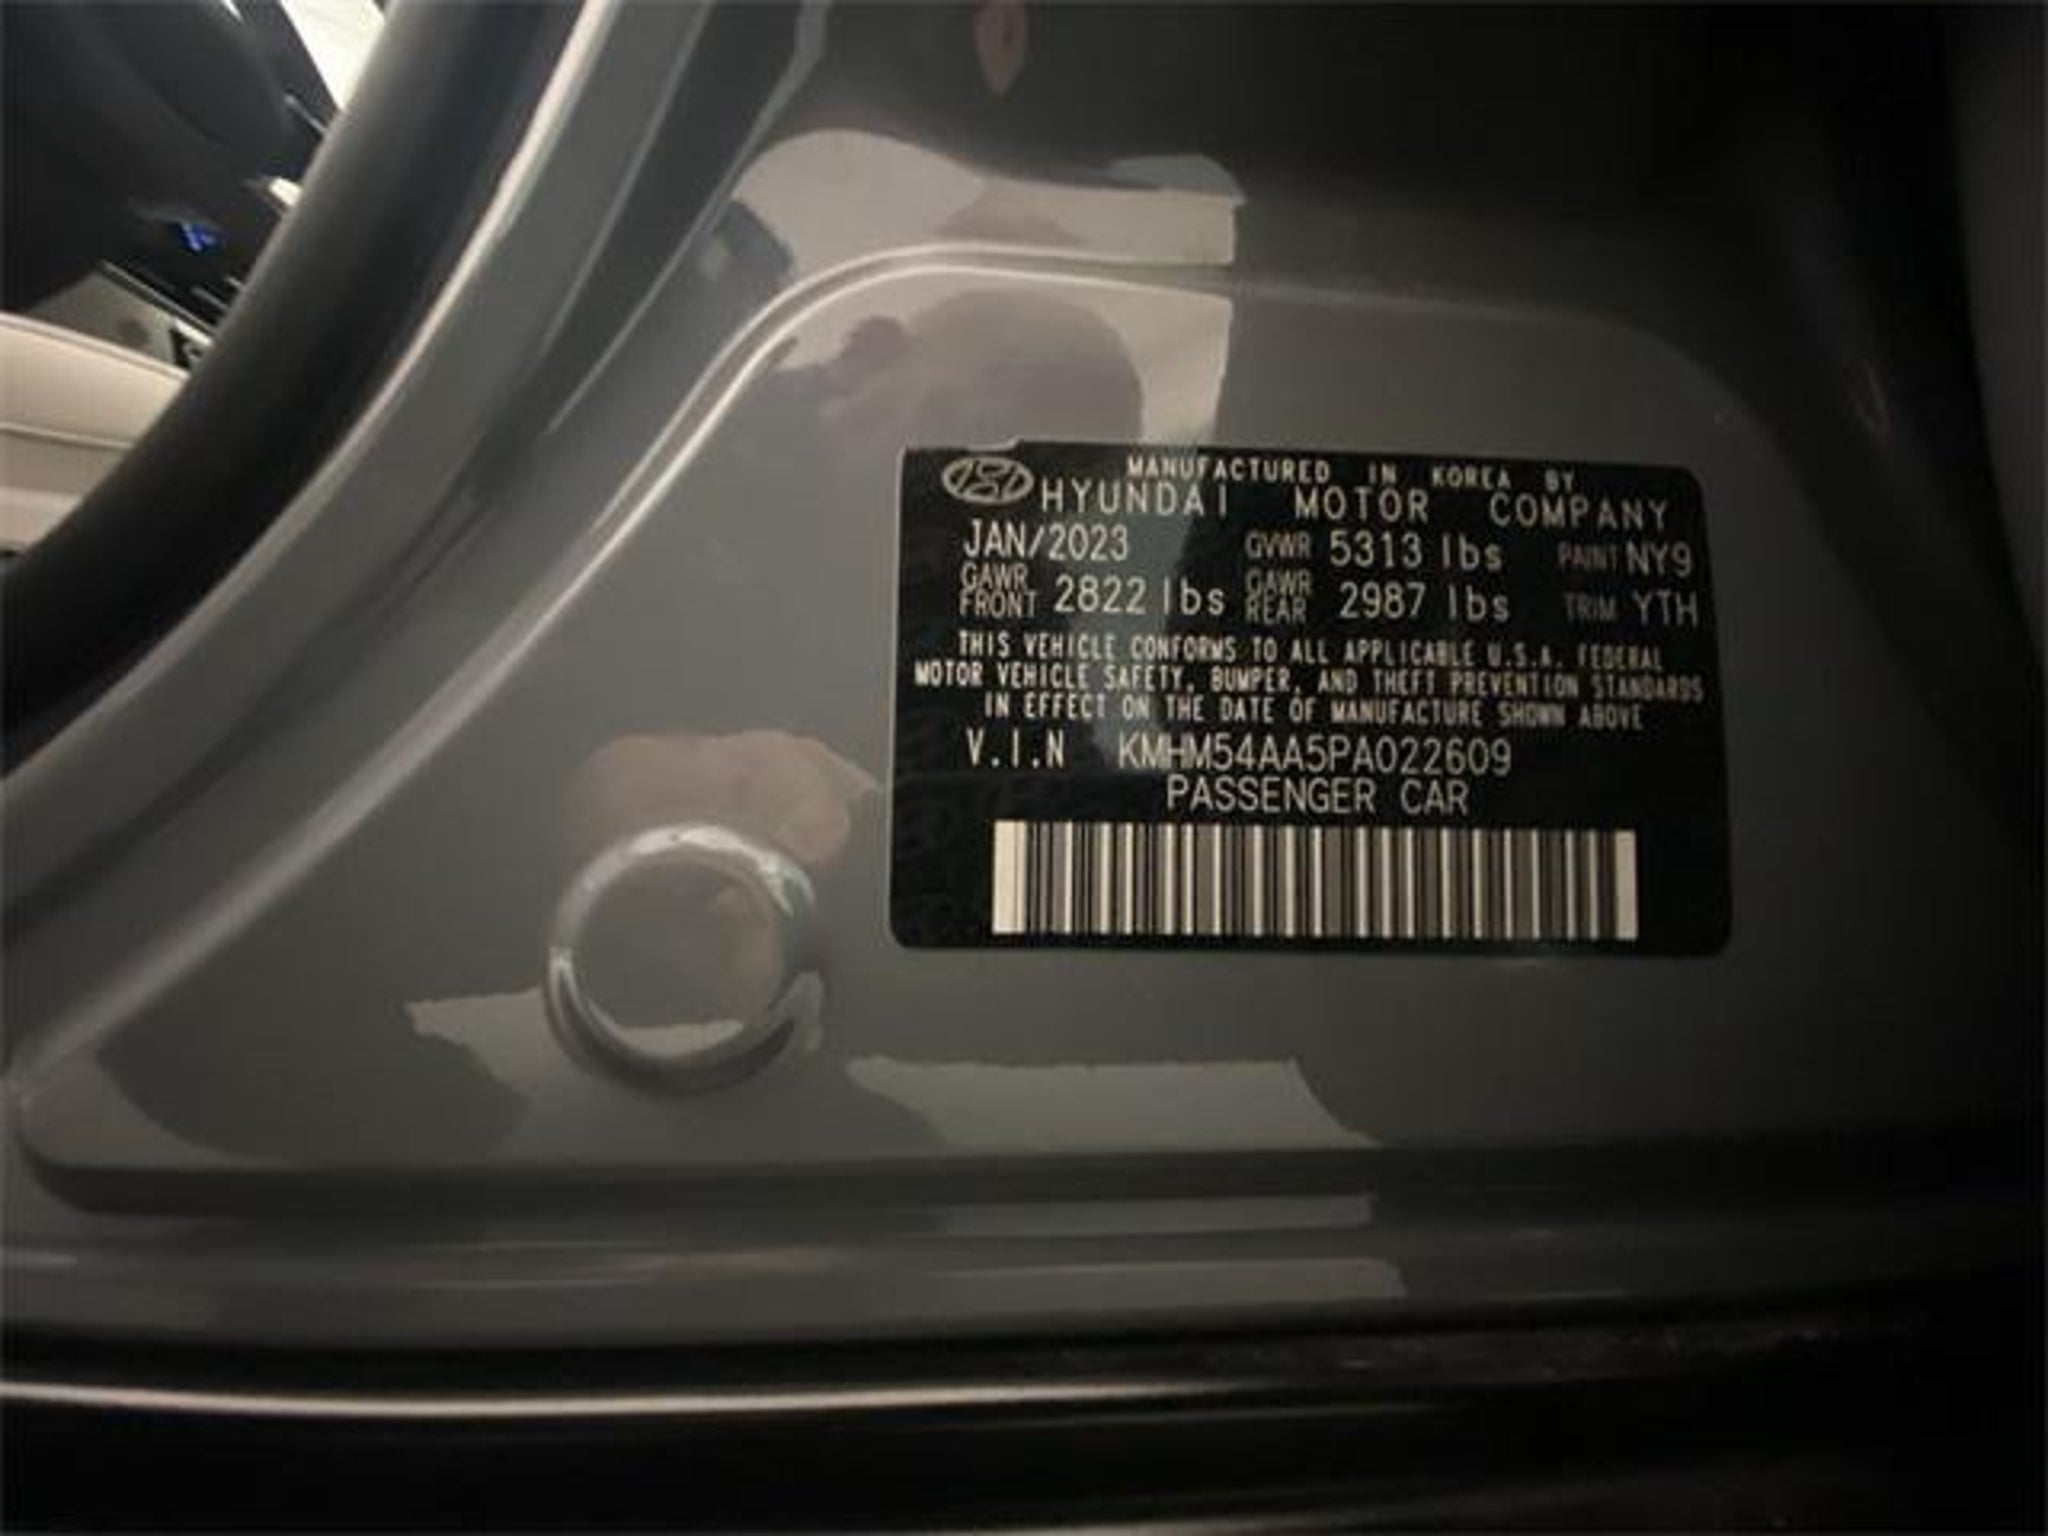 MANUFACTURED IN KOREA BY
HYUNDAI MOTOR COMPANY
JAN/2023 GVWR 5313 lbs PAINT NY9
GAWR FRONT 2822 lbs GAWR REAR 2987 lbs TRIM YTH
THIS VEHICLE CONFORMS TO ALL APPLICABLE U.S.A. FEDERAL
MOTOR VEHICLE SAFETY, BUMPER, AND THEFT PREVENTION STANDARDS
IN EFFECT ON THE DATE OF MANUFACTURE SHOWN ABOVE
V.I.N KMHM54AA5PA022609
PASSENGER CAR